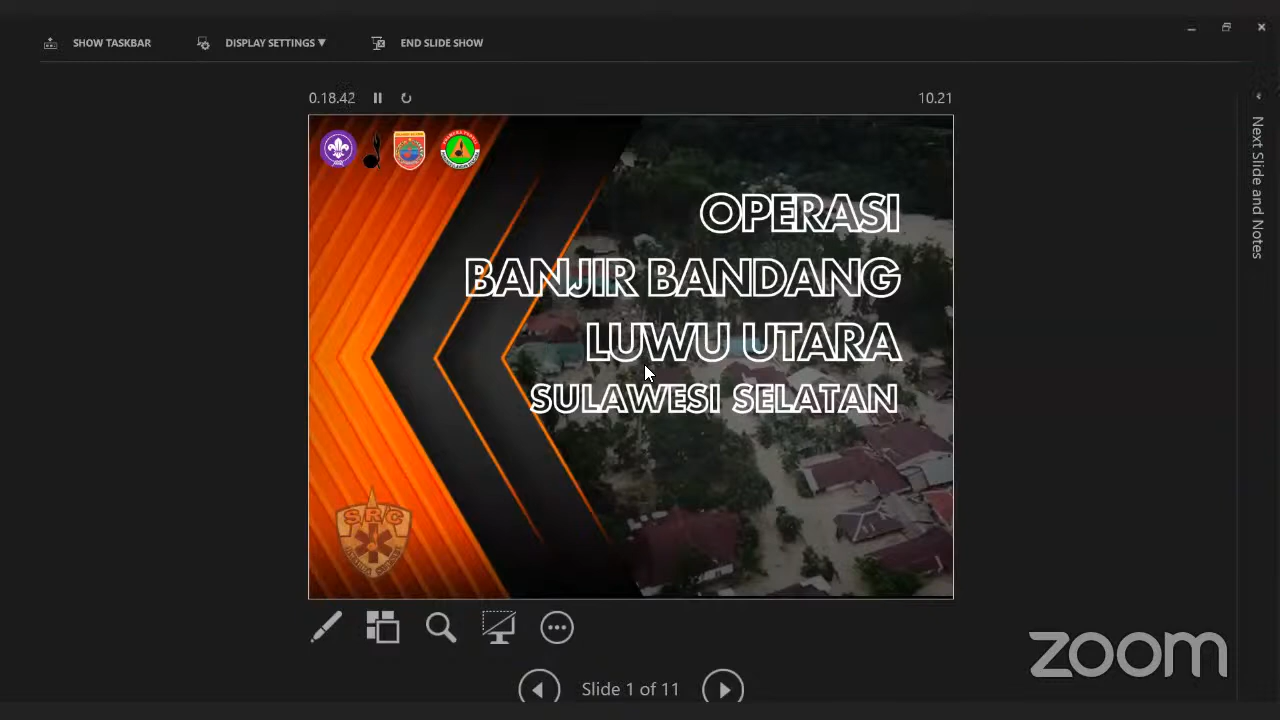 SHOW TASKBAR
DISPLAY SETTINGS ▼
END SLIDE SHOW
0.18.42
10.21
Next Slide and Notes
OPERASI
BANJIR BANDANG
LUWU UTARA
SULAWESI SELATAN
SRC
Slide 1 of 11
zoom